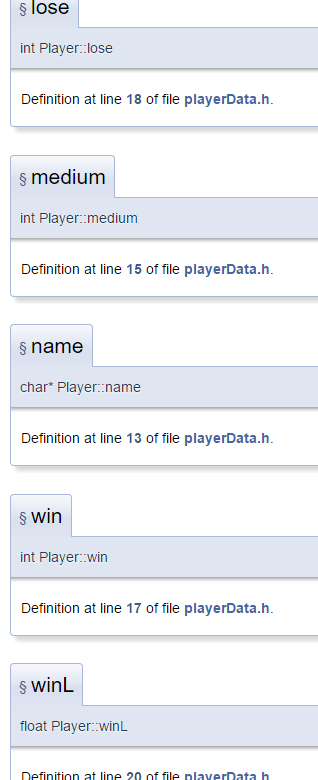 § lose
int Player::lose
Definition at line 18 of file playerData.h.
§ medium
int Player::medium
Definition at line 15 of file playerData.h.
§ name
char* Player::name
Definition at line 13 of file playerData.h.
§ win
int Player::win
Definition at line 17 of file playerData.h.
§ winL
float Player::winL
Definition at line 20 of file playerData.h.